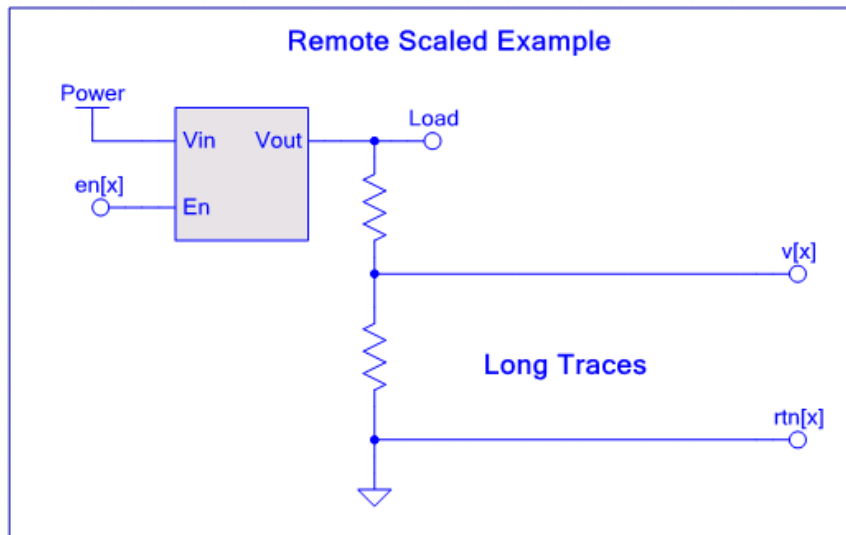 Remote Scaled Example
Power
Load
Vin Vout
en[x]
En
v[x]
Long Traces
rtn[x]